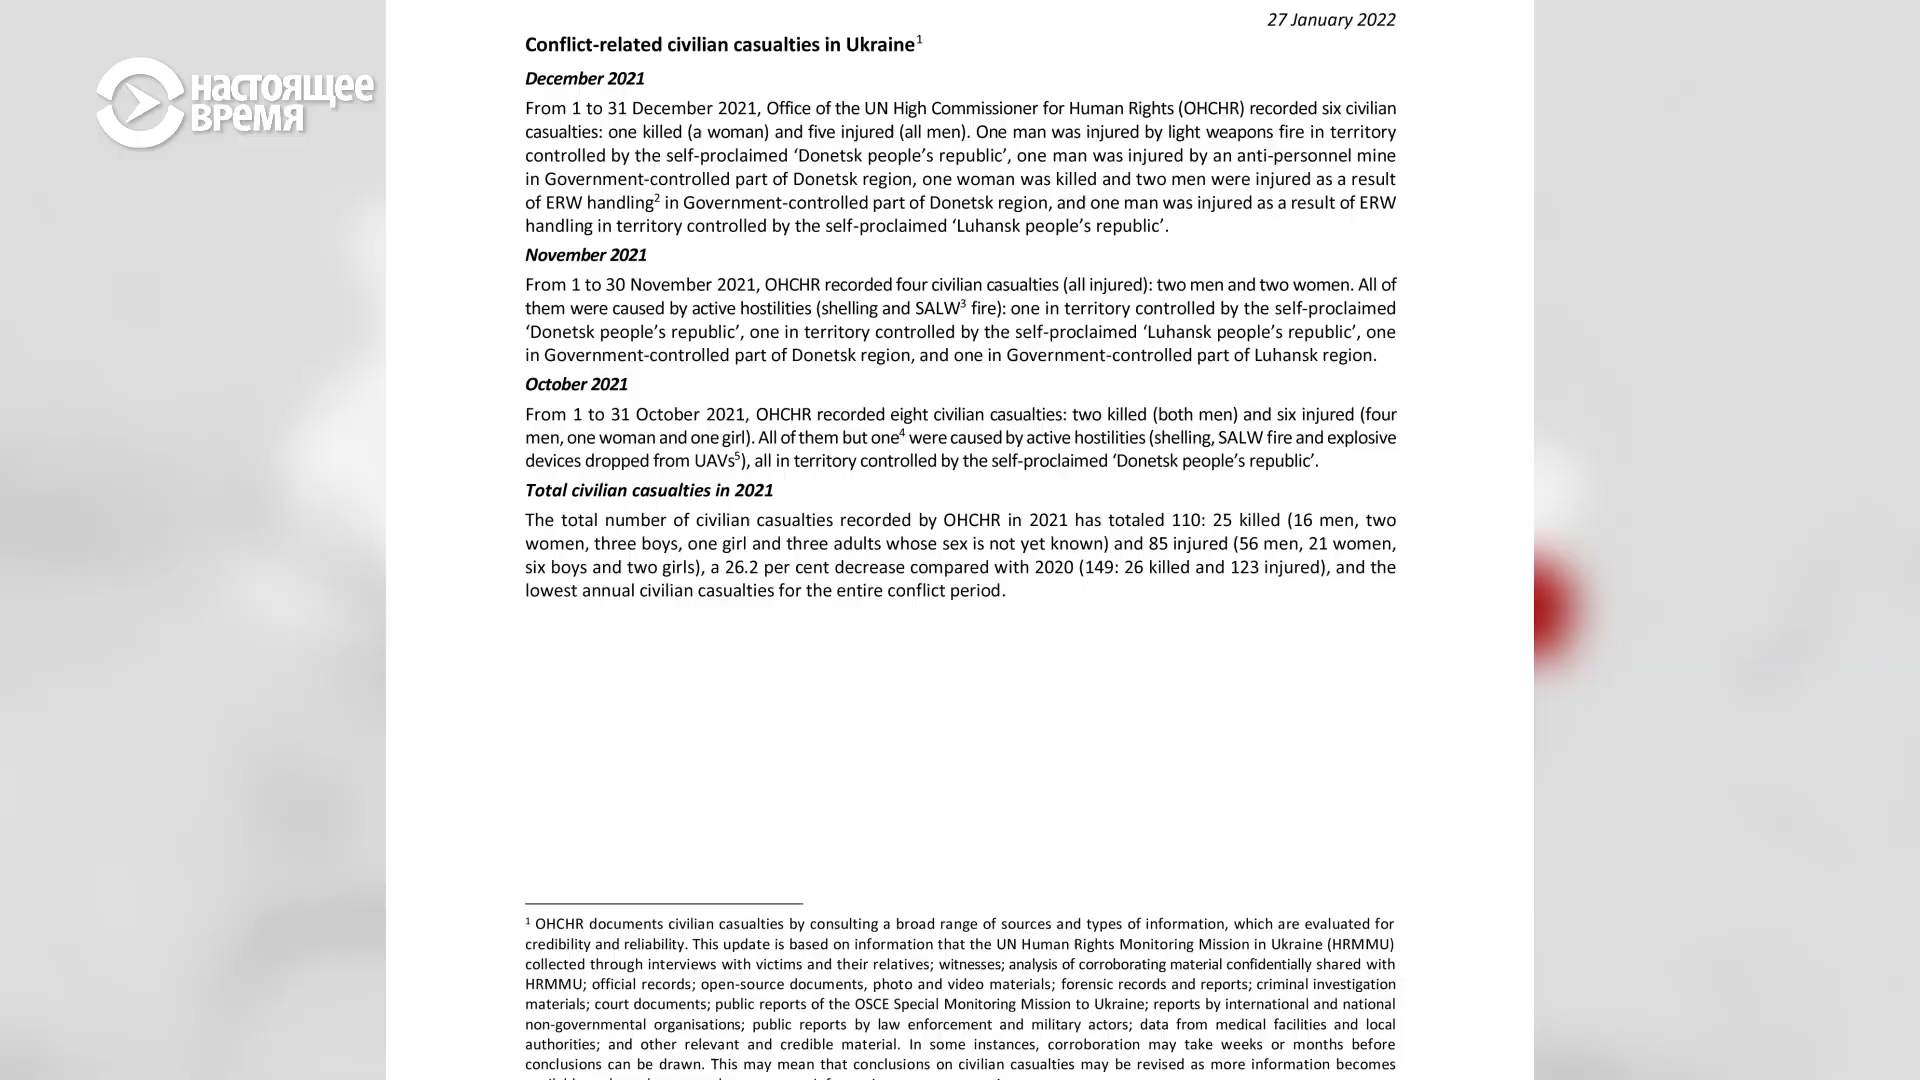 27 January 2022
НАСТОЯЩЕЕ
ВРЕМЯ
Conflict-related civilian casualties in Ukraine¹
December 2021
From 1 to 31 December 2021, Office of the UN High Commissioner for Human Rights (OHCHR) recorded six civilian
casualties: one killed (a woman) and five injured (all men). One man was injured by light weapons fire in territory
controlled by the self-proclaimed ‘Donetsk people’s republic’, one man was injured by an anti-personnel mine
in Government-controlled part of Donetsk region, one woman was killed and two men were injured as a result
of ERW handling² in Government-controlled part of Donetsk region, and one man was injured as a result of ERW
handling in territory controlled by the self-proclaimed ‘Luhansk people’s republic’.
November 2021
From 1 to 30 November 2021, OHCHR recorded four civilian casualties (all injured): two men and two women. All of
them were caused by active hostilities (shelling and SALW³ fire): one in territory controlled by the self-proclaimed
‘Donetsk people’s republic’, one in territory controlled by the self-proclaimed ‘Luhansk people’s republic’, one
in Government-controlled part of Donetsk region, and one in Government-controlled part of Luhansk region.
October 2021
From 1 to 31 October 2021, OHCHR recorded eight civilian casualties: two killed (both men) and six injured (four
men, one woman and one girl). All of them but one⁴ were caused by active hostilities (shelling, SALW fire and explosive
devices dropped from UAVs⁵), all in territory controlled by the self-proclaimed ‘Donetsk people’s republic’.
Total civilian casualties in 2021
The total number of civilian casualties recorded by OHCHR in 2021 has totaled 110: 25 killed (16 men, two
women, three boys, one girl and three adults whose sex is not yet known) and 85 injured (56 men, 21 women,
six boys and two girls), a 26.2 per cent decrease compared with 2020 (149: 26 killed and 123 injured), and the
lowest annual civilian casualties for the entire conflict period.
¹ OHCHR documents civilian casualties by consulting a broad range of sources and types of information, which are evaluated for
credibility and reliability. This update is based on information that the UN Human Rights Monitoring Mission in Ukraine (HRMMU)
collected through interviews with victims and their relatives; witnesses; analysis of corroborating material confidentially shared with
HRMMU; official records; open-source documents, photo and video materials; forensic records and reports; criminal investigation
materials; court documents; public reports of the OSCE Special Monitoring Mission to Ukraine; reports by international and national
non-governmental organisations; public reports by law enforcement and military actors; data from medical facilities and local
authorities; and other relevant and credible material. In some instances, corroboration may take weeks or months before
conclusions can be drawn. This may mean that conclusions on civilian casualties may be revised as more information becomes